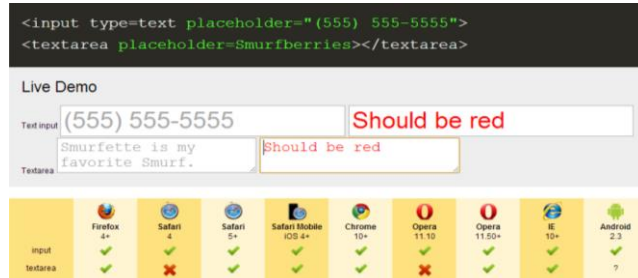 <input type=text placeholder="(555) 555-5555">
<textarea placeholder=Smurfberries></textarea>
Live Demo
Text input (555) 555-5555 Should be red
Smurfette is my
favorite Smurf.
Should be red
Textarea
Firefox Safari Safari Safari Mobile Chrome Opera Opera IE Android
4+ 4 5+ iOS 4+ 10+ 11.10 11.50+ 10+ 2.3
input
textarea ?